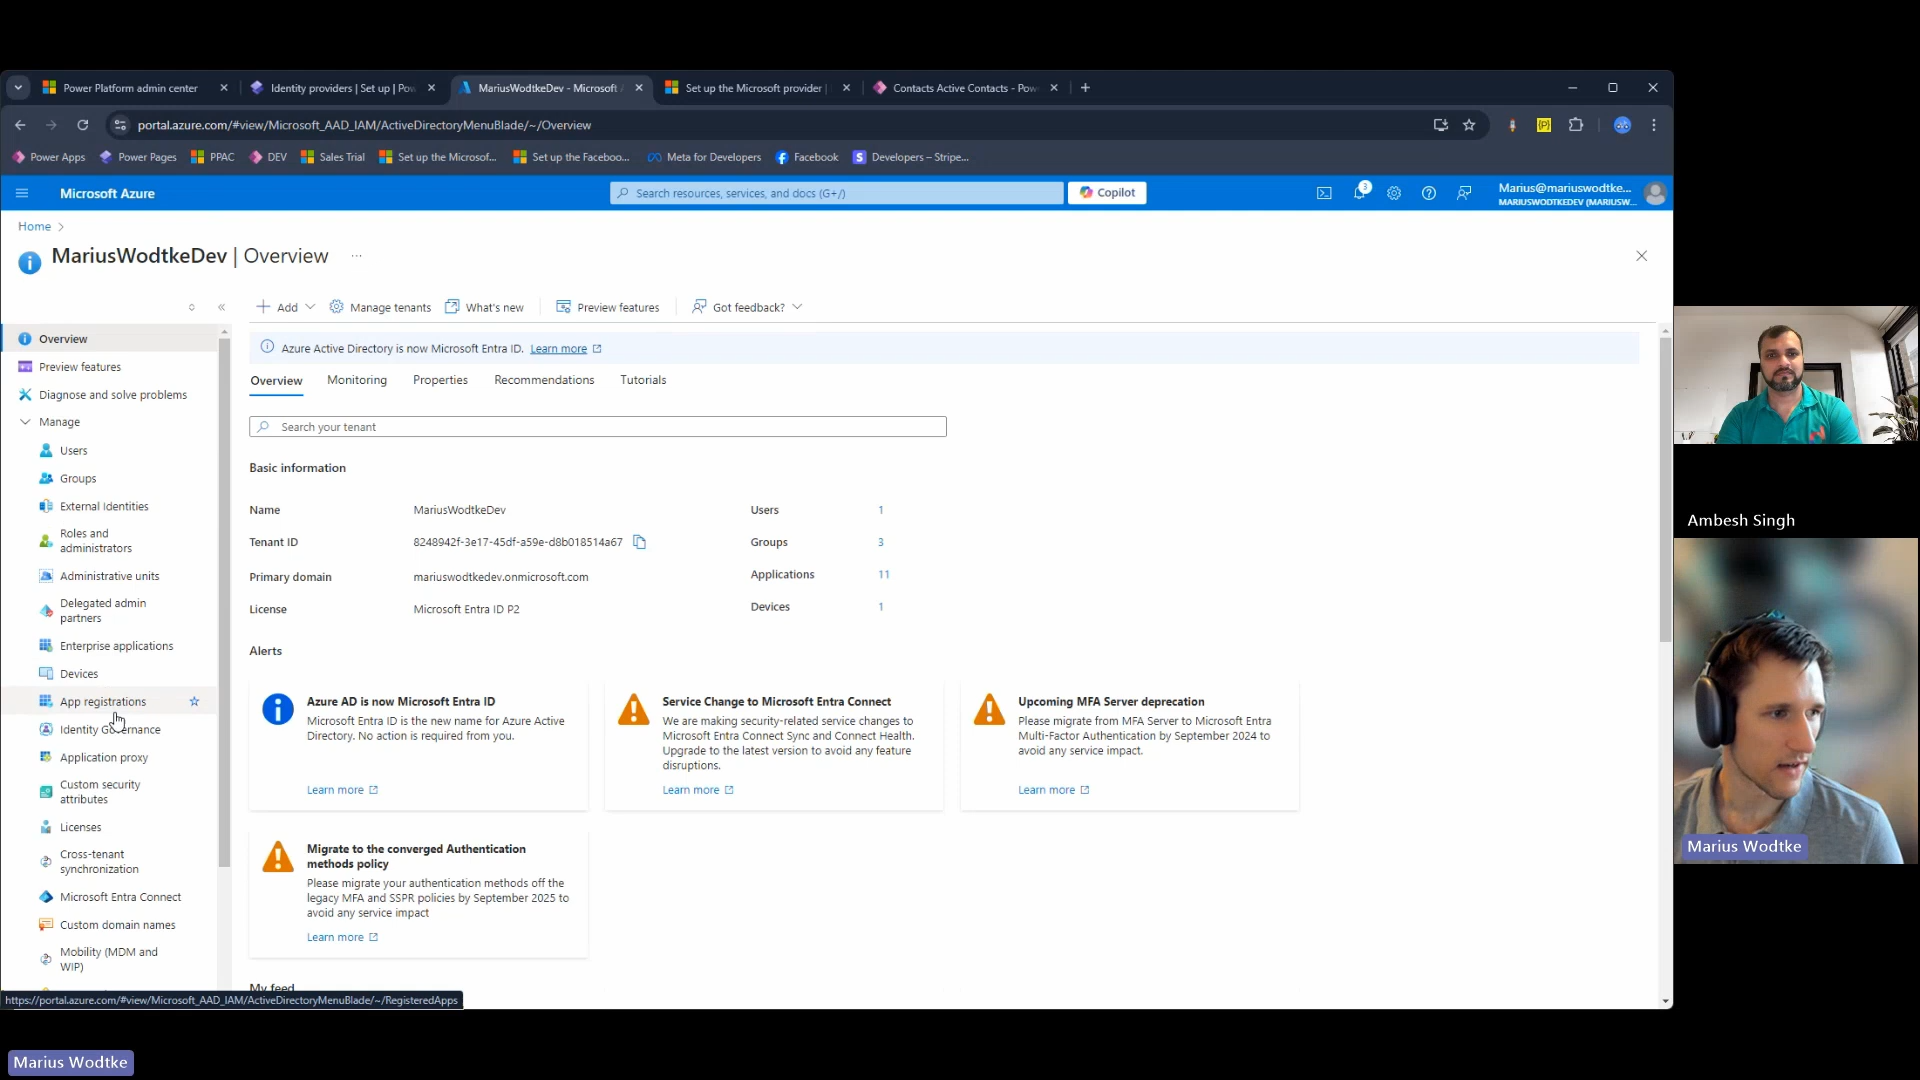 Power Platform admin center
Identity providers | Set up | Pow
MariusWodtkeDev - Microsoft A
Set up the Microsoft provider |
Contacts Active Contacts - Pow
portal.azure.com/#view/Microsoft_AAD_IAM/ActiveDirectoryMenuBlade/~/Overview
Power Apps
Power Pages
PPAC
DEV
Sales Trial
Set up the Microsof...
Set up the Faceboo...
Meta for Developers
Facebook
Developers – Stripe...
Microsoft Azure
Search resources, services, and docs (G+/)
Copilot
3
Marius@mariuswodtke...
MARIUSWODTKEDEV (MARIUSW...
Home
MariusWodtkeDev | Overview
Add
Manage tenants
What's new
Preview features
Got feedback?
Overview
Preview features
Diagnose and solve problems
Manage
Users
Groups
External Identities
Roles and
administrators
Administrative units
Delegated admin
partners
Enterprise applications
Devices
App registrations
Identity Governance
Application proxy
Custom security
attributes
Licenses
Cross-tenant
synchronization
Microsoft Entra Connect
Custom domain names
Mobility (MDM and
WIP)
Azure Active Directory is now Microsoft Entra ID. Learn more
Overview
Monitoring
Properties
Recommendations
Tutorials
Search your tenant
Basic information
Name
MariusWodtkeDev
Users
1
Tenant ID
8248942f-3e17-45df-a59e-d8b018514a67
Groups
3
Primary domain
mariuswodtkedev.onmicrosoft.com
Applications
11
License
Microsoft Entra ID P2
Devices
1
Alerts
Azure AD is now Microsoft Entra ID
Microsoft Entra ID is the new name for Azure Active
Directory. No action is required from you.
Learn more
Service Change to Microsoft Entra Connect
We are making security-related service changes to
Microsoft Entra Connect Sync and Connect Health.
Upgrade to the latest version to avoid any feature
disruptions.
Learn more
Upcoming MFA Server deprecation
Please migrate from MFA Server to Microsoft Entra
Multi-Factor Authentication by September 2024 to
avoid any service impact.
Learn more
Migrate to the converged Authentication
methods policy
Please migrate your authentication methods off the
legacy MFA and SSPR policies by September 2025 to
avoid any service impact
Learn more
My feed
https://portal.azure.com/#view/Microsoft_AAD_IAM/ActiveDirectoryMenuBlade/~/RegisteredApps
Ambesh Singh
Marius Wodtke
Marius Wodtke